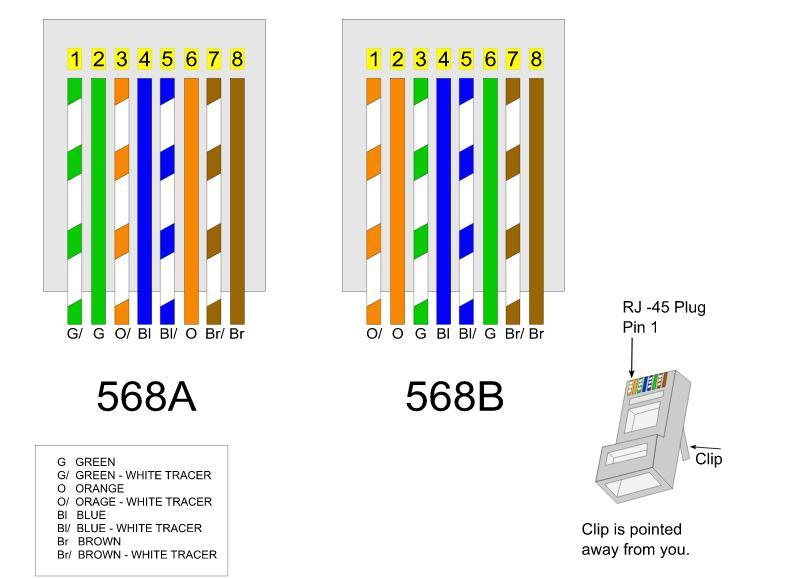 1 2 3 4 5 6 7 8
G/ G O/ Bl Bl/ O Br/ Br
568A
1 2 3 4 5 6 7 8
O/ O G Bl Bl/ G Br/ Br
568B
G GREEN
G/ GREEN - WHITE TRACER
O ORANGE
O/ ORAGE - WHITE TRACER
Bl BLUE
Bl/ BLUE - WHITE TRACER
Br BROWN
Br/ BROWN - WHITE TRACER
RJ -45 Plug
Pin 1
Clip
Clip is pointed
away from you.